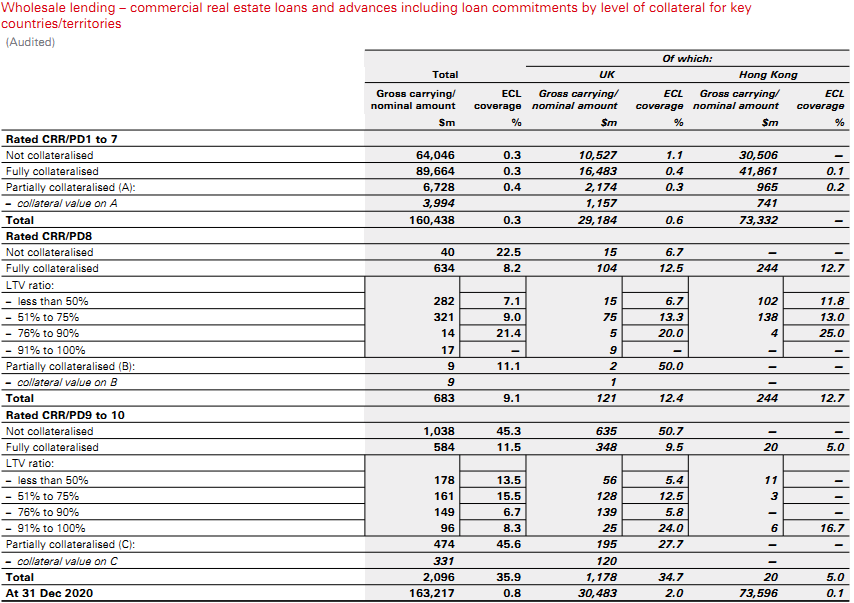 Wholesale lending – commercial real estate loans and advances including loan commitments by level of collateral for key
countries/territories
(Audited)
Of which:
Total UK Hong Kong
Gross carrying/ ECL Gross carrying/ ECL Gross carrying/ ECL
nominal amount coverage nominal amount coverage nominal amount coverage
$m % $m % $m %
Rated CRR/PD1 to 7
Not collateralised 64,046 0.3 10,527 1.1 30,506 –
Fully collateralised 89,664 0.3 16,483 0.4 41,861 0.1
Partially collateralised (A): 6,728 0.4 2,174 0.3 965 0.2
– collateral value on A 3,994 1,157 741
Total 160,438 0.3 29,184 0.6 73,332 –
Rated CRR/PD8
Not collateralised 40 22.5 15 6.7 – –
Fully collateralised 634 8.2 104 12.5 244 12.7
LTV ratio:
– less than 50% 282 7.1 15 6.7 102 11.8
– 51% to 75% 321 9.0 75 13.3 138 13.0
– 76% to 90% 14 21.4 5 20.0 4 25.0
– 91% to 100% 17 – 9 – – –
Partially collateralised (B): 9 11.1 2 50.0 – –
– collateral value on B 9 1 –
Total 683 9.1 121 12.4 244 12.7
Rated CRR/PD9 to 10
Not collateralised 1,038 45.3 635 50.7 – –
Fully collateralised 584 11.5 348 9.5 20 5.0
LTV ratio:
– less than 50% 178 13.5 56 5.4 11 –
– 51% to 75% 161 15.5 128 12.5 3 –
– 76% to 90% 149 6.7 139 5.8 – –
– 91% to 100% 96 8.3 25 24.0 6 16.7
Partially collateralised (C): 474 45.6 195 27.7 – –
– collateral value on C 331 120 –
Total 2,096 35.9 1,178 34.7 20 5.0
At 31 Dec 2020 163,217 0.8 30,483 2.0 73,596 0.1